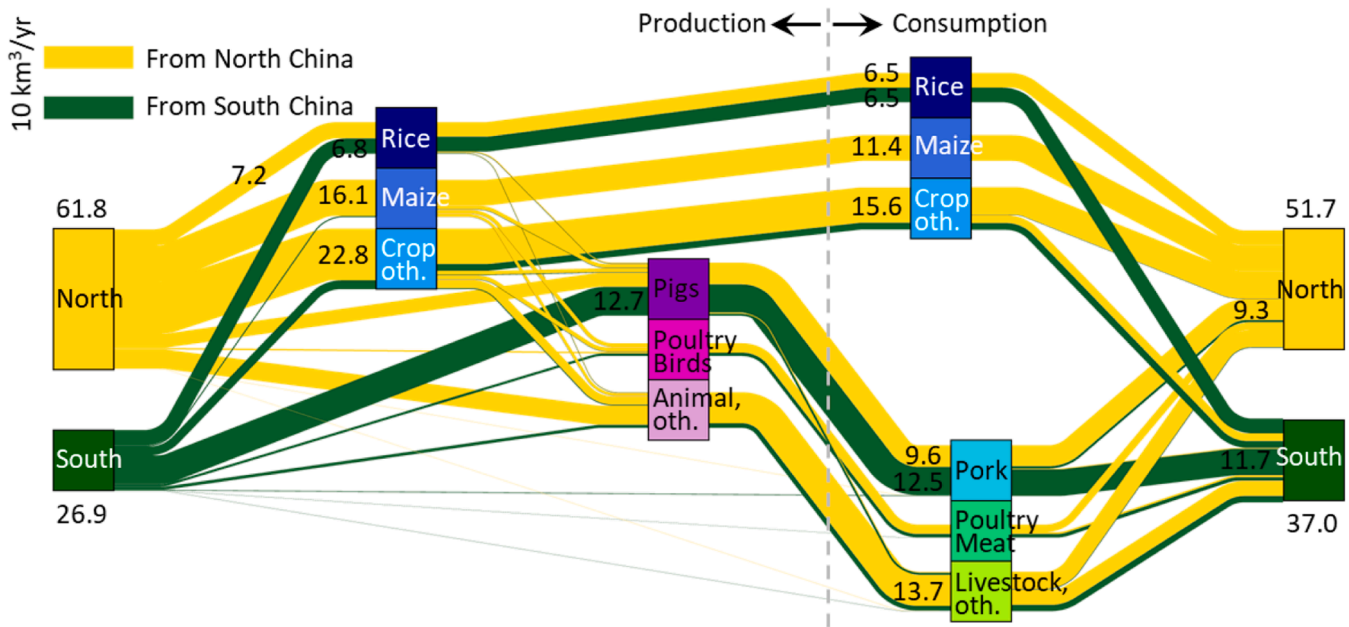 Production
Consumption
10 km³/yr
From North China
From South China
61.8
North
South
26.9
7.2
6.8
16.1
22.8
Rice
Maize
Crop
oth.
12.7
Pigs
Poultry
Birds
Animal,
oth.
6.5
6.5
11.4
15.6
Rice
Maize
Crop
oth.
9.6
12.5
13.7
Pork
Poultry
Meat
Livestock,
oth.
51.7
North
9.3
11.7
South
37.0